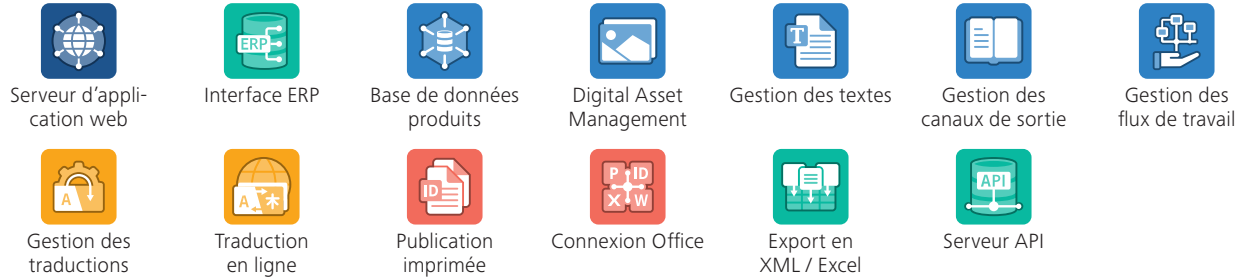 ERP
T
Serveur d'appli-
cation web
Interface ERP
Base de données
produits
Digital Asset
Management
Gestion des textes
Gestion des
canaux de sortie
Gestion des
flux de travail
A
A
ID
P ID
X W
API
Gestion des
traductions
Traduction
en ligne
Publication
imprimée
Connexion Office
Export en
XML / Excel
Serveur API